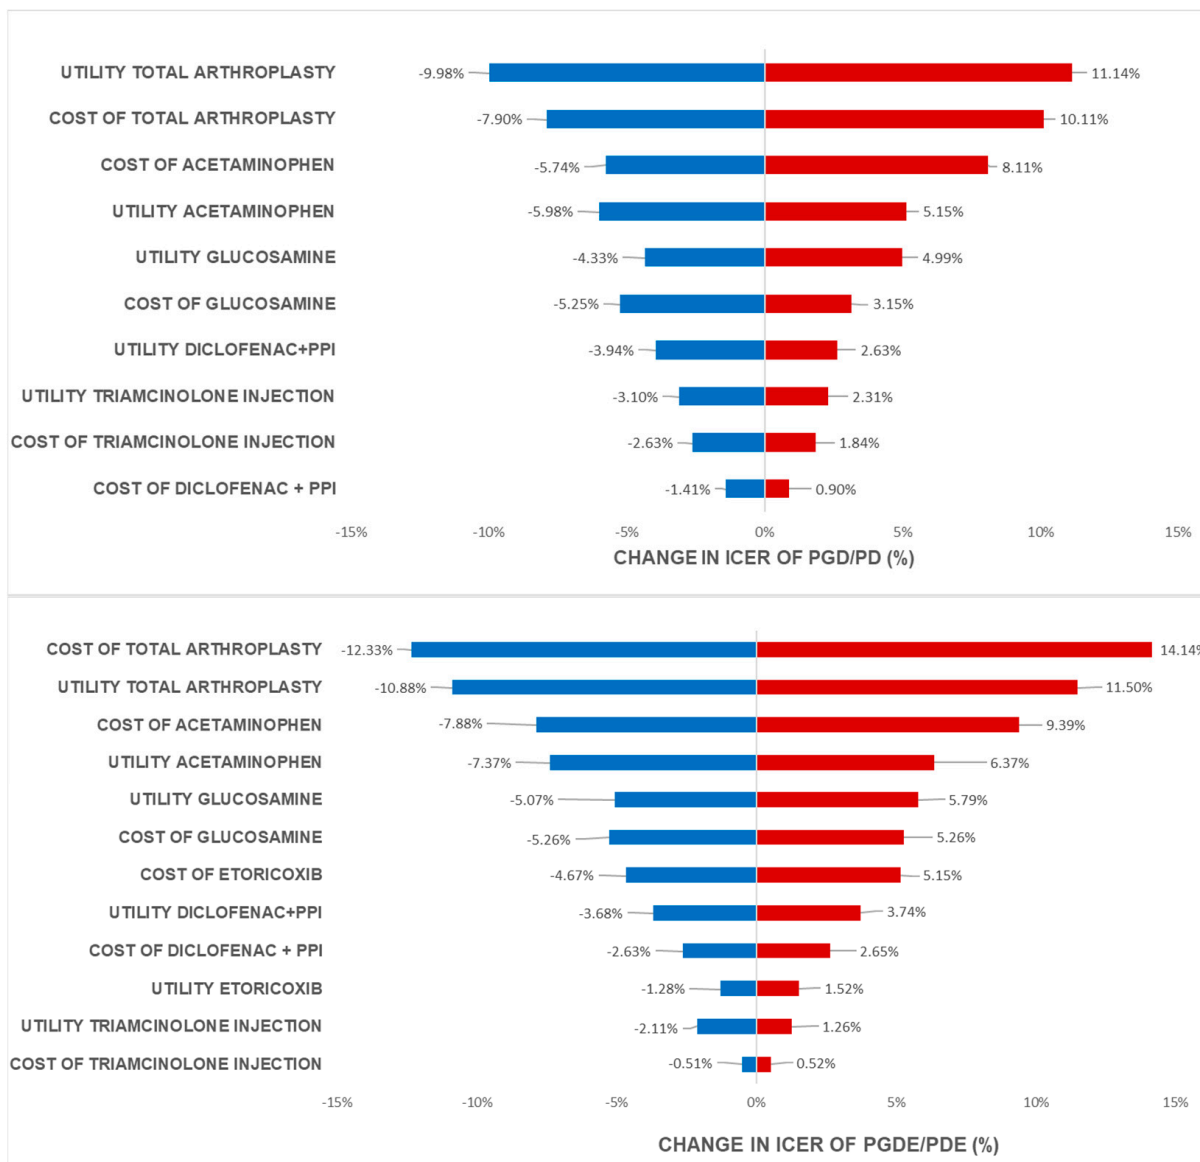 UTILITY TOTAL ARTHROPLASTY -9.98% 11.14%
COST OF TOTAL ARTHROPLASTY -7.90% 10.11%
COST OF ACETAMINOPHEN -5.74% 8.11%
UTILITY ACETAMINOPHEN -5.98% 5.15%
UTILITY GLUCOSAMINE -4.33% 4.99%
COST OF GLUCOSAMINE -5.25% 3.15%
UTILITY DICLOFENAC+PPI -3.94% 2.63%
UTILITY TRIAMCINOLONE INJECTION -3.10% 2.31%
COST OF TRIAMCINOLONE INJECTION -2.63% 1.84%
COST OF DICLOFENAC + PPI -1.41% 0.90%
-15% -10% -5% 0% 5% 10% 15%
CHANGE IN ICER OF PGD/PD (%)
COST OF TOTAL ARTHROPLASTY -12.33% 14.14%
UTILITY TOTAL ARTHROPLASTY -10.88% 11.50%
COST OF ACETAMINOPHEN -7.88% 9.39%
UTILITY ACETAMINOPHEN -7.37% 6.37%
UTILITY GLUCOSAMINE -5.07% 5.79%
COST OF GLUCOSAMINE -5.26% 5.26%
COST OF ETORICOXIB -4.67% 5.15%
UTILITY DICLOFENAC+PPI -3.68% 3.74%
COST OF DICLOFENAC + PPI -2.63% 2.65%
UTILITY ETORICOXIB -1.28% 1.52%
UTILITY TRIAMCINOLONE INJECTION -2.11% 1.26%
COST OF TRIAMCINOLONE INJECTION -0.51% 0.52%
-15% -10% -5% 0% 5% 10% 15%
CHANGE IN ICER OF PGDE/PDE (%)